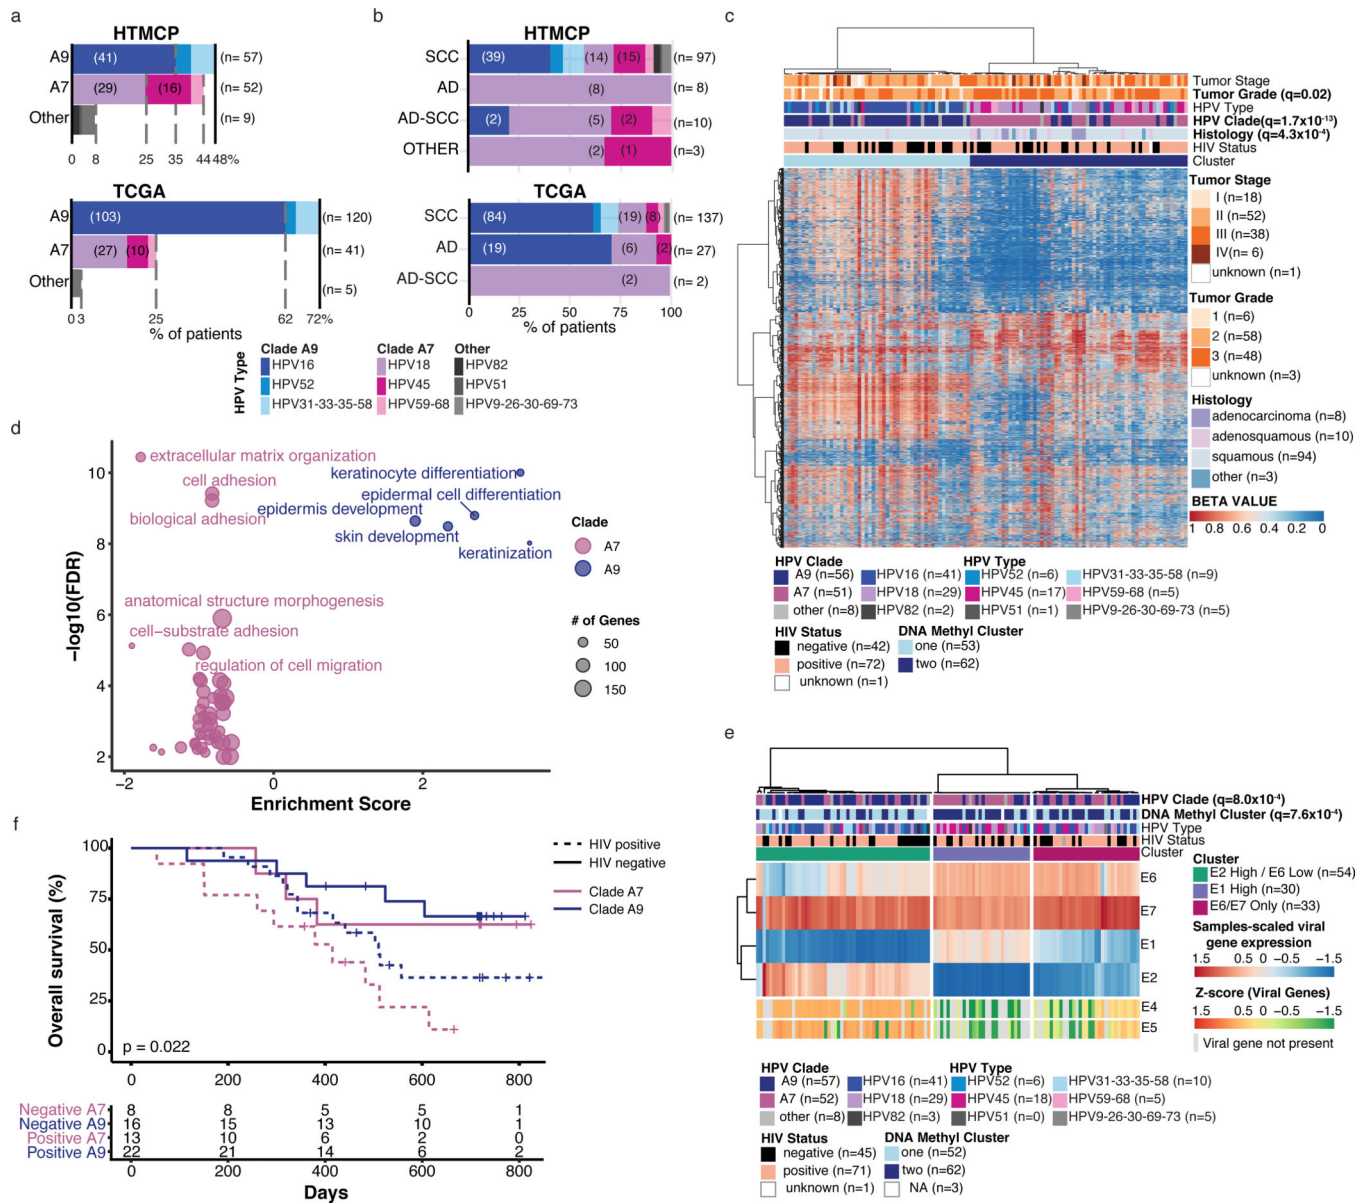 a
HTMCP
A9 (41) (n= 57)
A7 (29) (16) (n= 52)
Other (n= 9)
0 8 25 35 44 48%
TCGA
A9 (103) (n= 120)
A7 (27) (10) (n= 41)
Other (n= 5)
0 3 25 62 72%
% of patients
b
HTMCP
SCC (39) (14) (15) (n= 97)
AD (8) (n= 8)
AD-SCC (2) (5) (2) (n=10)
OTHER (2) (1) (n=3)
TCGA
SCC (84) (19) (8) (n= 137)
AD (19) (6) (2) (n= 27)
AD-SCC (2) (n= 2)
0 25 50 75 100
% of patients
HPV Type
Clade A9 Clade A7 Other
HPV16 HPV18 HPV82
HPV52 HPV45 HPV51
HPV31-33-35-58 HPV59-68 HPV9-26-30-69-73
c
Tumor Stage
Tumor Grade (q=0.02)
HPV Type
HPV Clade(q=1.7x10-13)
Histology (q=4.3x10-4)
HIV Status
Cluster
Tumor Stage
I (n=18)
II (n=52)
III (n=38)
IV(n= 6)
unknown (n=1)
Tumor Grade
1 (n=6)
2 (n=58)
3 (n=48)
unknown (n=3)
Histology
adenocarcinoma (n=8)
adenosquamous (n=10)
squamous (n=94)
other (n=3)
BETA VALUE
1 0.8 0.6 0.4 0.2 0
HPV Clade HPV Type
A9 (n=56) HPV16 (n=41) HPV52 (n=6) HPV31-33-35-58 (n=9)
A7 (n=51) HPV18 (n=29) HPV45 (n=17) HPV59-68 (n=5)
other (n=8) HPV82 (n=2) HPV51 (n=1) HPV9-26-30-69-73 (n=5)
HIV Status DNA Methyl Cluster
negative (n=42) one (n=53)
positive (n=72) two (n=62)
unknown (n=1)
d
extracellular matrix organization
cell adhesion
biological adhesion
keratinocyte differentiation
epidermal cell differentiation
epidermis development
skin development
keratinization
anatomical structure morphogenesis
cell−substrate adhesion
regulation of cell migration
−log10(FDR)
10
8
6
4
2
−2 0 2
Enrichment Score
Clade
A7
A9
# of Genes
50
100
150
e
HPV Clade (q=8.0x10-4)
DNA Methyl Cluster (q=7.6x10-4)
HPV Type
HIV Status
Cluster
E6
E7
E1
E2
E4
E5
Cluster
E2 High / E6 Low (n=54)
E1 High (n=30)
E6/E7 Only (n=33)
Samples-scaled viral
gene expression
1.5 0.5 0 −0.5 −1.5
Z-score (Viral Genes)
1.5 0.5 0 −0.5 −1.5
Viral gene not present
HPV Clade HPV Type
A9 (n=57) HPV16 (n=41) HPV52 (n=6) HPV31-33-35-58 (n=10)
A7 (n=52) HPV18 (n=29) HPV45 (n=18) HPV59-68 (n=5)
other (n=8) HPV82 (n=3) HPV51 (n=0) HPV9-26-30-69-73 (n=5)
HIV Status DNA Methyl Cluster
negative (n=45) one (n=52)
positive (n=71) two (n=62)
unknown (n=1) NA (n=3)
f
Overall survival (%)
100
75
50
25
0
p = 0.022
HIV positive
HIV negative
Clade A7
Clade A9
0 200 400 600 800
Negative A7 8 8 5 5 1
Negative A9 16 15 13 10 1
Positive A7 13 10 6 2 0
Positive A9 22 21 14 6 2
0 200 400 600 800
Days